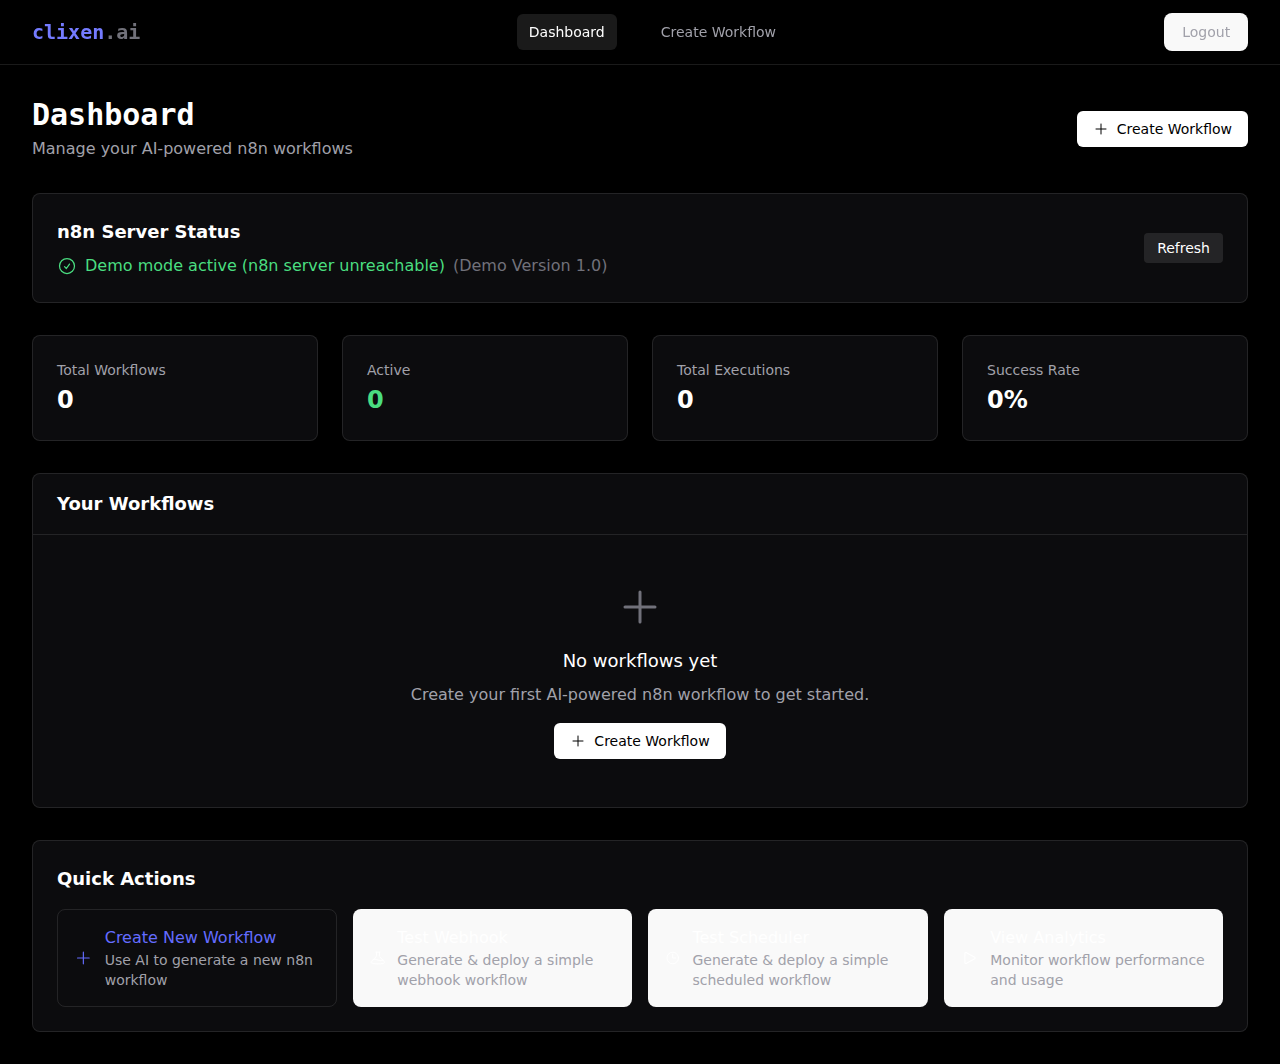 clixen.ai
Dashboard
Create Workflow
Logout
Dashboard
Manage your AI-powered n8n workflows
Create Workflow
n8n Server Status
Demo mode active (n8n server unreachable) (Demo Version 1.0)
Refresh
Total Workflows
0
Active
0
Total Executions
0
Success Rate
0%
Your Workflows
No workflows yet
Create your first AI-powered n8n workflow to get started.
Create Workflow
Quick Actions
Create New Workflow
Use AI to generate a new n8n
workflow
Test Webhook
Generate & deploy a simple
webhook workflow
Test Scheduler
Generate & deploy a simple
scheduled workflow
View Analytics
Monitor workflow performance
and usage